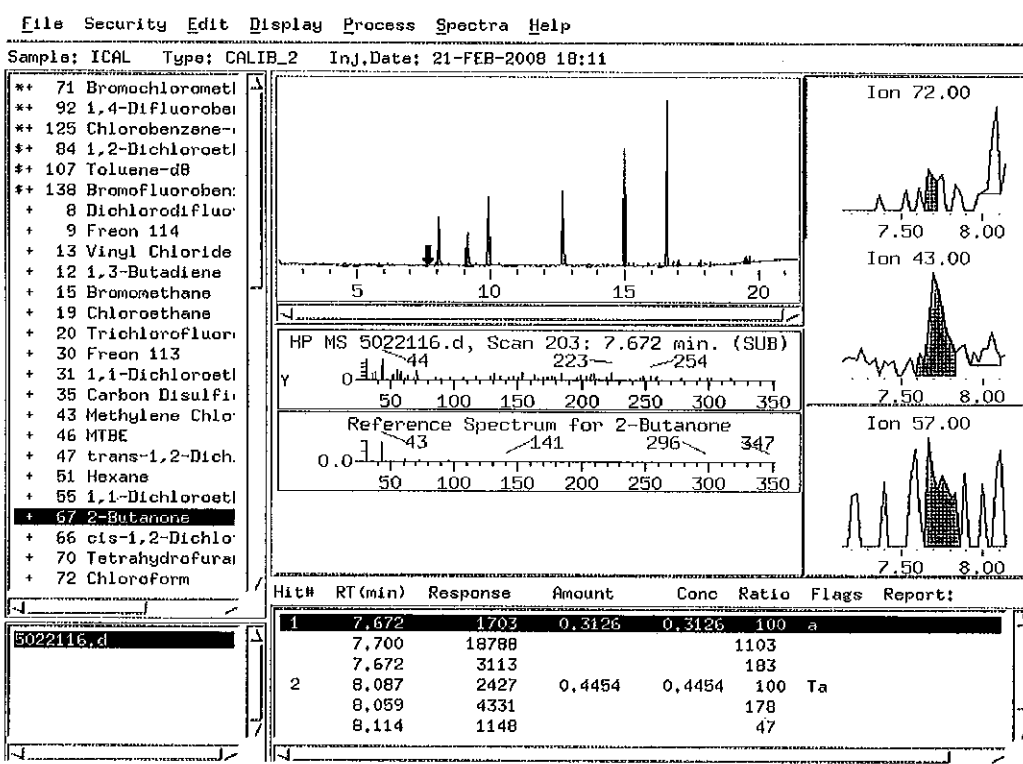 File Security Edit Display Process Spectra Help
Sample: ICAL Type: CALIB_2 Inj.Date: 21-FEB-2008 18:11
*+ 71 Bromochloromet
*+ 92 1,4-Difluorobe
*+ 125 Chlorobenzene-
$+ 84 1,2-Dichloroet
$+ 107 Toluene-d8
$+ 138 Bromofluoroben
+ 8 Dichlorodifluo
+ 9 Freon 114
+ 13 Vinyl Chloride
+ 12 1,3-Butadiene
+ 15 Bromomethane
+ 19 Chloroethane
+ 20 Trichlorofluor
+ 30 Freon 113
+ 31 1,1-Dichloroet
+ 35 Carbon Disulfi
+ 43 Methylene Chlo
+ 46 MTBE
+ 47 trans-1,2-Dich
+ 51 Hexane
+ 55 1,1-Dichloroet
+ 67 2-Butanone
+ 66 cis-1,2-Dichlo
+ 70 Tetrahydrofura
+ 72 Chloroform
5022116.d
5 10 15 20
HP MS 5022116.d, Scan 203: 7.672 min. (SUB)
44 223 254
Y 0
50 100 150 200 250 300 350
Reference Spectrum for 2-Butanone
43 141 296 347
0.0
50 100 150 200 250 300 350
Ion 72.00
7.50 8.00
Ion 43.00
7.50 8.00
Ion 57.00
7.50 8.00
Hit# RT(min) Response Amount Conc Ratio Flags Report:
1 7.672 1703 0.3126 0.3126 100 a
7.700 18788 1103
7.672 3113 183
2 8.087 2427 0.4454 0.4454 100 Ta
8.059 4331 178
8.114 1148 47